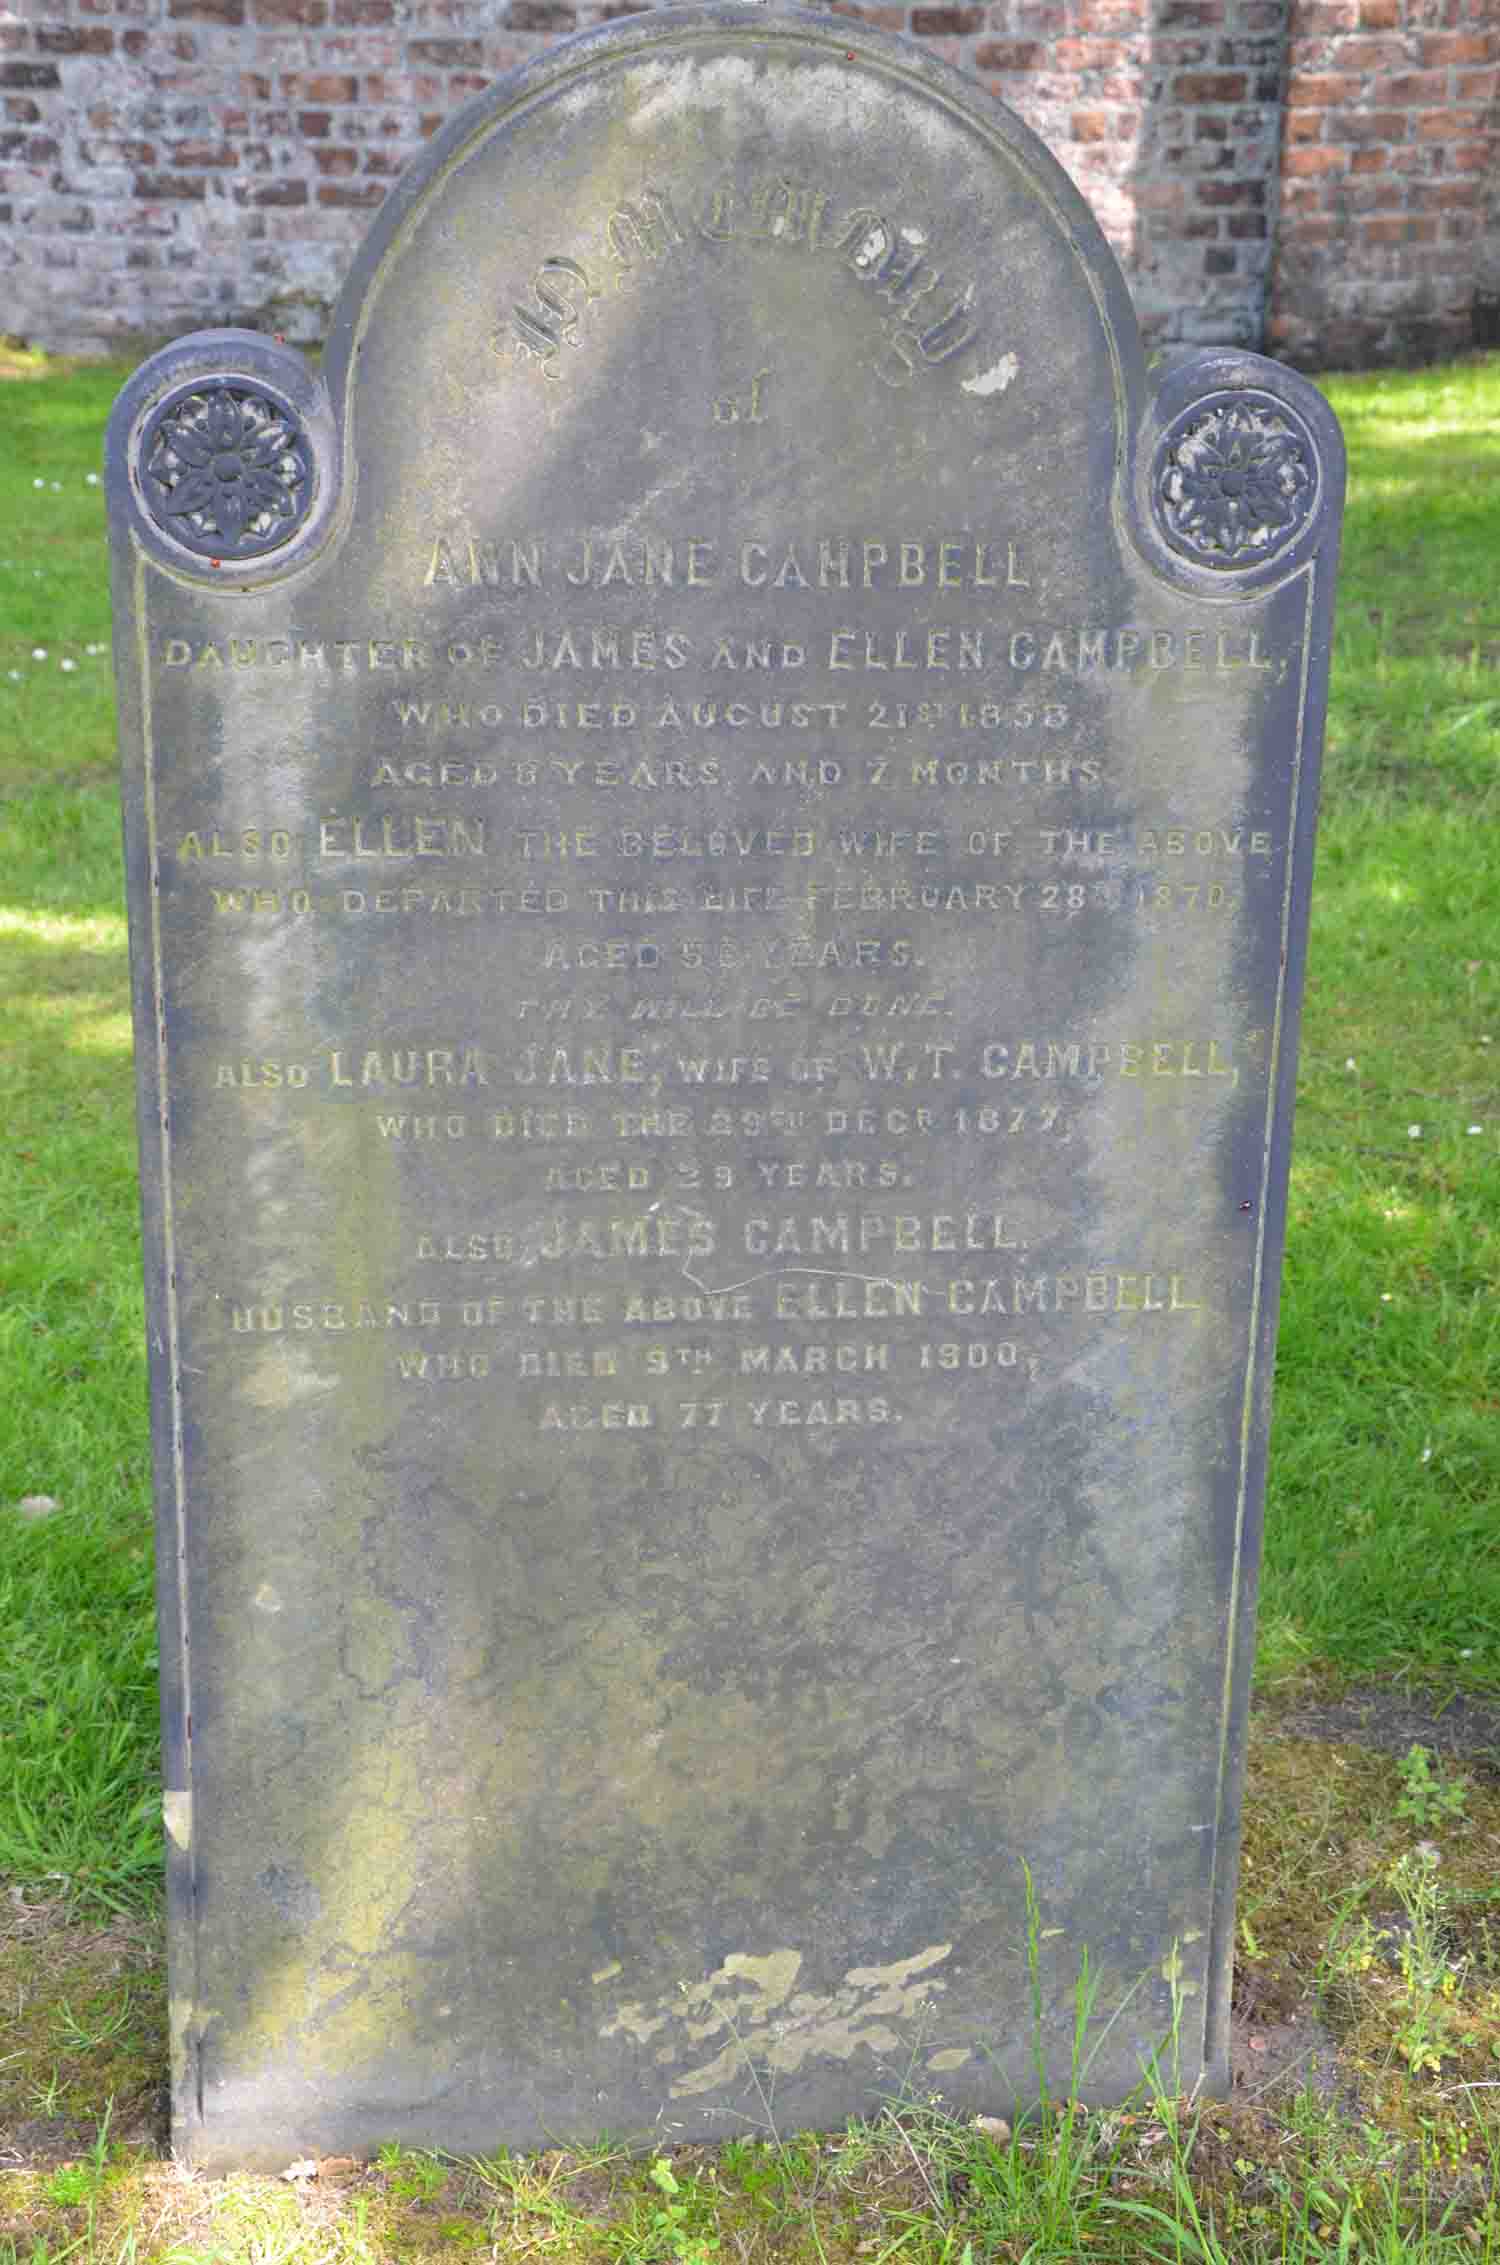 In Memory
of
ANN JANE CAMPBELL,
DAUGHTER OF JAMES AND ELLEN CAMPBELL,
WHO DIED AUGUST 21ST 1858,
AGED 8 YEARS AND 7 MONTHS.
ALSO ELLEN THE BELOVED WIFE OF THE ABOVE
WHO DEPARTED THIS LIFE FEBRUARY 28TH 1870,
AGED 56 YEARS.
THY WILL BE DONE.
ALSO LAURA JANE, WIFE OF W. T. CAMPBELL,
WHO DIED THE 29TH DECR 1877,
AGED 29 YEARS.
ALSO JAMES CAMPBELL,
HUSBAND OF THE ABOVE ELLEN CAMPBELL
WHO DIED 9TH MARCH 1900,
AGED 77 YEARS.